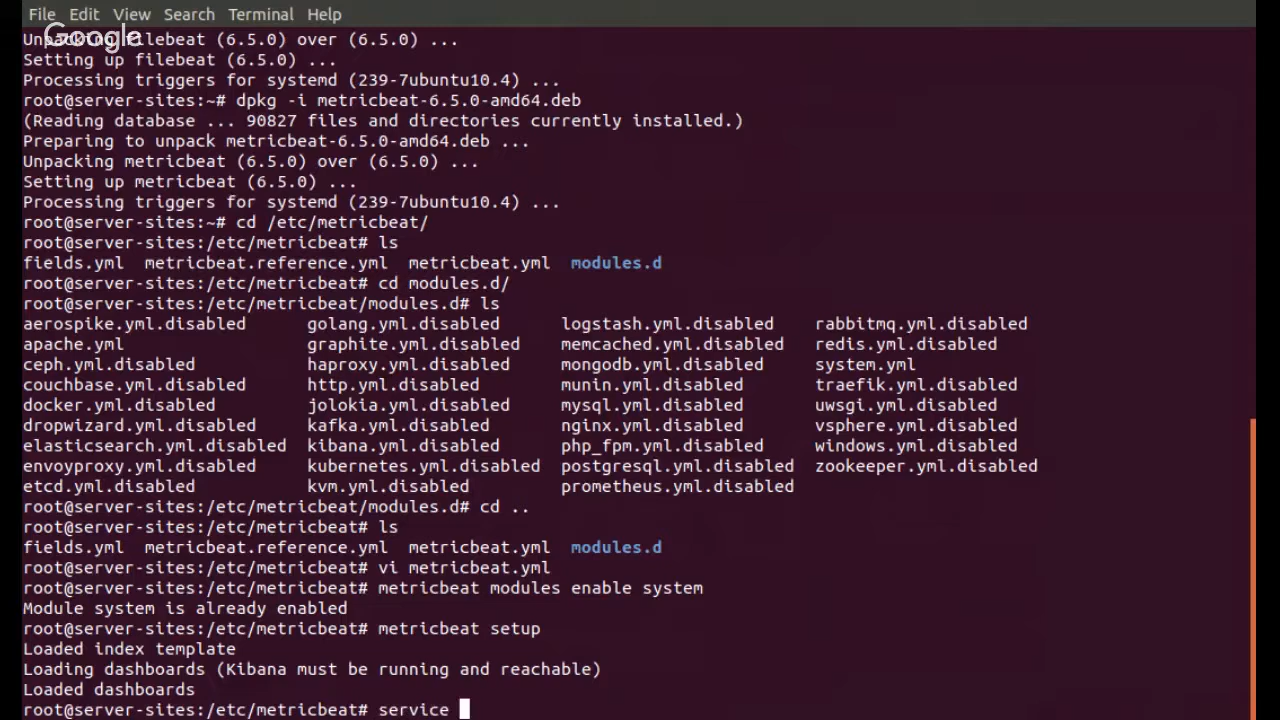 File Edit View Search Terminal Help
Google
Unpacking filebeat (6.5.0) over (6.5.0) ...
Setting up filebeat (6.5.0) ...
Processing triggers for systemd (239-7ubuntu10.4) ...
root@server-sites:~# dpkg -i metricbeat-6.5.0-amd64.deb
(Reading database ... 90827 files and directories currently installed.)
Preparing to unpack metricbeat-6.5.0-amd64.deb ...
Unpacking metricbeat (6.5.0) over (6.5.0) ...
Setting up metricbeat (6.5.0) ...
Processing triggers for systemd (239-7ubuntu10.4) ...
root@server-sites:~# cd /etc/metricbeat/
root@server-sites:/etc/metricbeat# ls
fields.yml metricbeat.reference.yml metricbeat.yml modules.d
root@server-sites:/etc/metricbeat# cd modules.d/
root@server-sites:/etc/metricbeat/modules.d# ls
aerospike.yml.disabled golang.yml.disabled logstash.yml.disabled rabbitmq.yml.disabled
apache.yml graphite.yml.disabled memcached.yml.disabled redis.yml.disabled
ceph.yml.disabled haproxy.yml.disabled mongodb.yml.disabled system.yml
couchbase.yml.disabled http.yml.disabled munin.yml.disabled traefik.yml.disabled
docker.yml.disabled jolokia.yml.disabled mysql.yml.disabled uwsgi.yml.disabled
dropwizard.yml.disabled kafka.yml.disabled nginx.yml.disabled vsphere.yml.disabled
elasticsearch.yml.disabled kibana.yml.disabled php_fpm.yml.disabled windows.yml.disabled
envoyproxy.yml.disabled kubernetes.yml.disabled postgresql.yml.disabled zookeeper.yml.disabled
etcd.yml.disabled kvm.yml.disabled prometheus.yml.disabled
root@server-sites:/etc/metricbeat/modules.d# cd ..
root@server-sites:/etc/metricbeat# ls
fields.yml metricbeat.reference.yml metricbeat.yml modules.d
root@server-sites:/etc/metricbeat# vi metricbeat.yml
root@server-sites:/etc/metricbeat# metricbeat modules enable system
Module system is already enabled
root@server-sites:/etc/metricbeat# metricbeat setup
Loaded index template
Loading dashboards (Kibana must be running and reachable)
Loaded dashboards
root@server-sites:/etc/metricbeat# service